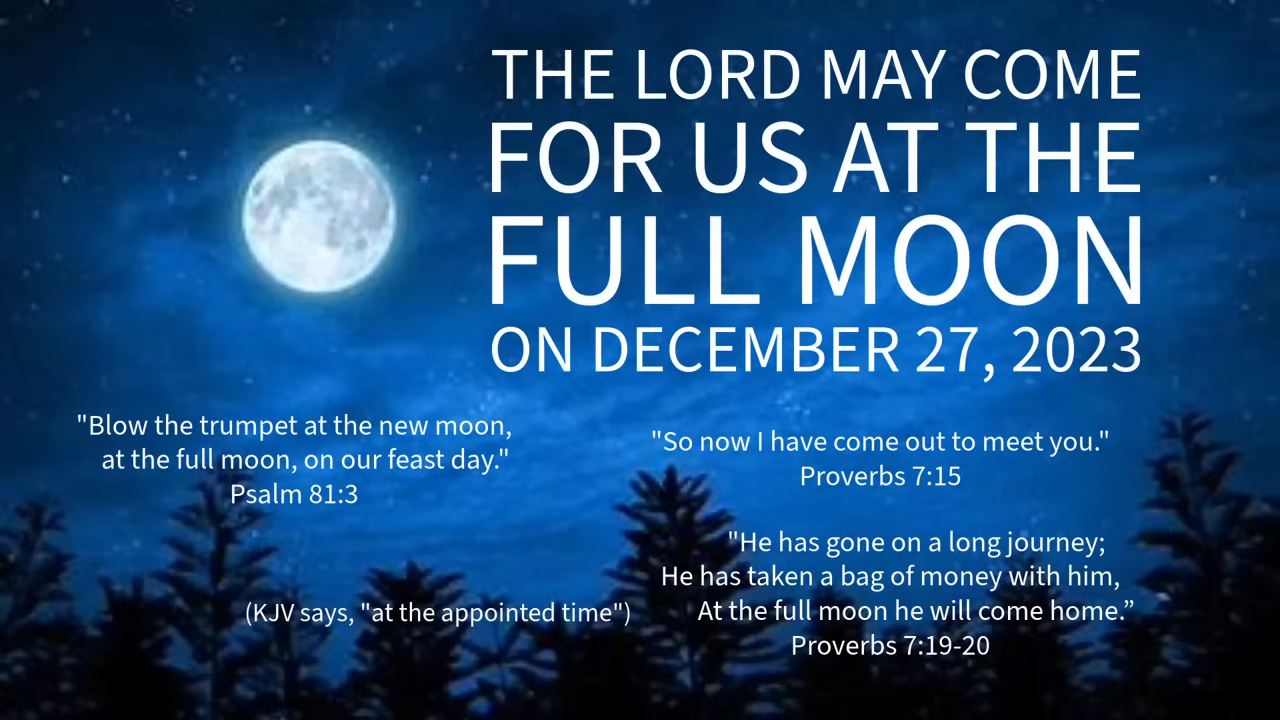 THE LORD MAY COME
FOR US AT THE
FULL MOON
ON DECEMBER 27, 2023
"Blow the trumpet at the new moon,
at the full moon, on our feast day."
Psalm 81:3
"So now I have come out to meet you."
Proverbs 7:15
"He has gone on a long journey;
He has taken a bag of money with him,
At the full moon he will come home.”
Proverbs 7:19-20
(KJV says, "at the appointed time")